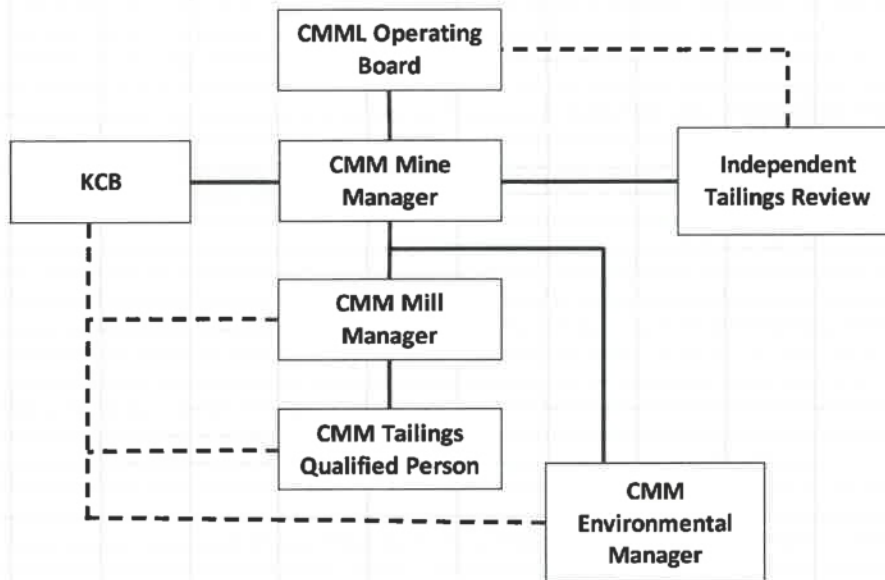 CMML Operating
Board
KCB
CMM Mine
Manager
Independent
Tailings Review
CMM Mill
Manager
CMM Tailings
Qualified Person
CMM
Environmental
Manager